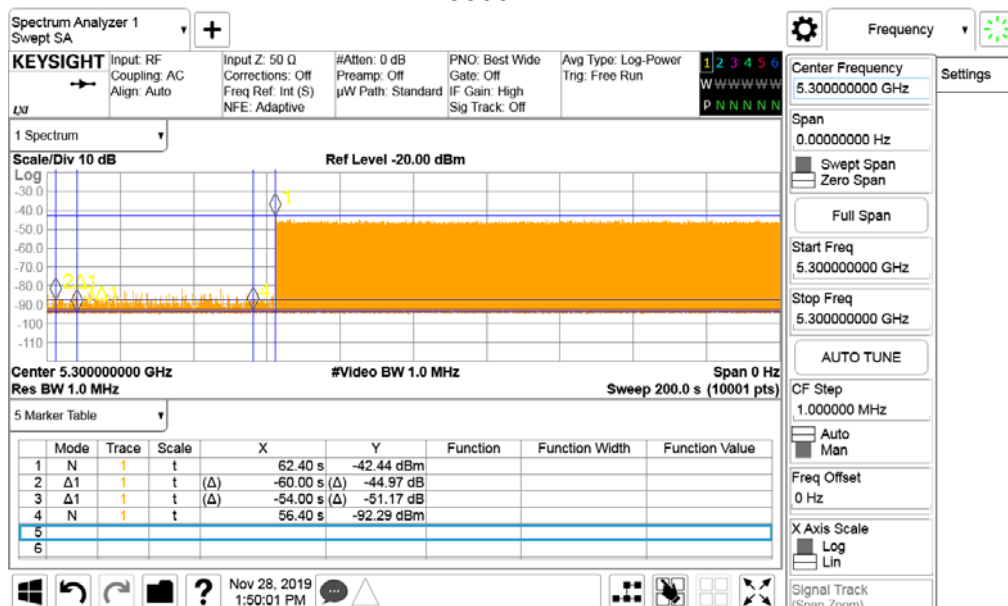 Spectrum Analyzer 1
Swept SA
+
Frequency
KEYSIGHT
LXI
Input: RF
Coupling: AC
Align: Auto
Input Z: 50 Ω
Corrections: Off
Freq Ref: Int (S)
NFE: Adaptive
#Atten: 0 dB
Preamp: Off
µW Path: Standard
PNO: Best Wide
Gate: Off
IF Gain: High
Sig Track: Off
Avg Type: Log-Power
Trig: Free Run
1 2 3 4 5 6
W W W W W W
P N N N N N
1 Spectrum
Scale/Div 10 dB
Ref Level -20.00 dBm
Log
-30.0
-40.0
-50.0
-60.0
-70.0
-80.0
-90.0
-100
-110
1
2Δ1
4
Center 5.300000000 GHz
#Video BW 1.0 MHz
Span 0 Hz
Res BW 1.0 MHz
Sweep 200.0 s (10001 pts)
5 Marker Table
Mode Trace Scale X Y Function Function Width Function Value
1 N 1 t 62.40 s -42.44 dBm
2 Δ1 1 t (Δ) -60.00 s (Δ) -44.97 dB
3 Δ1 1 t (Δ) -54.00 s (Δ) -51.17 dB
4 N 1 t 56.40 s -92.29 dBm
5
6
?
Nov 28, 2019
1:50:01 PM
Center Frequency
5.300000000 GHz
Settings
Span
0.00000000 Hz
Swept Span
Zero Span
Full Span
Start Freq
5.300000000 GHz
Stop Freq
5.300000000 GHz
AUTO TUNE
CF Step
1.000000 MHz
Auto
Man
Freq Offset
0 Hz
X Axis Scale
Log
Lin
Signal Track
(Span Zoom)